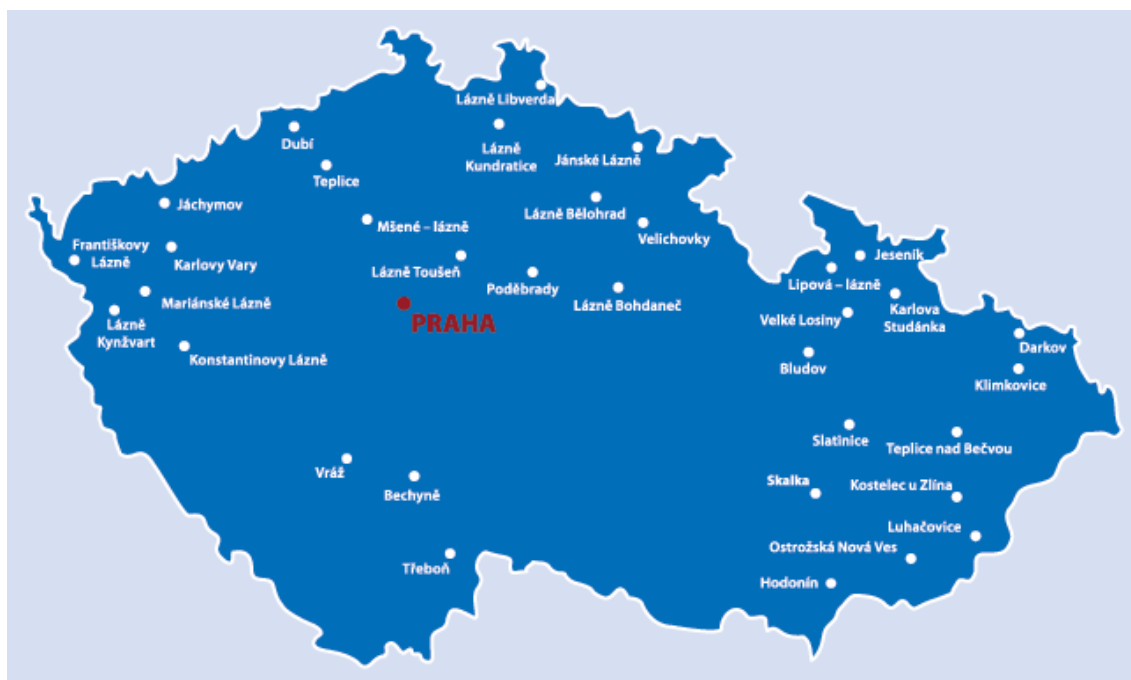 Lázně Libverda
Dubí
Lázně
Kundratice
Jánské Lázně
Teplice
Jáchymov
Lázně Bělohrad
Mšené – lázně
Velichovky
Františkovy
Lázně
Karlovy Vary
Lázně Toušeň
Poděbrady
Jeseník
Lipová – lázně
Mariánské Lázně
Lázně Bohdaneč
Karlova
Studánka
Velké Losiny
PRAHA
Lázně
Kynžvart
Konstantinovy Lázně
Darkov
Bludov
Klimkovice
Slatinice
Teplice nad Bečvou
Vráž
Bechyně
Skalka
Kostelec u Zlína
Luhačovice
Ostrožská Nová Ves
Třeboň
Hodonín